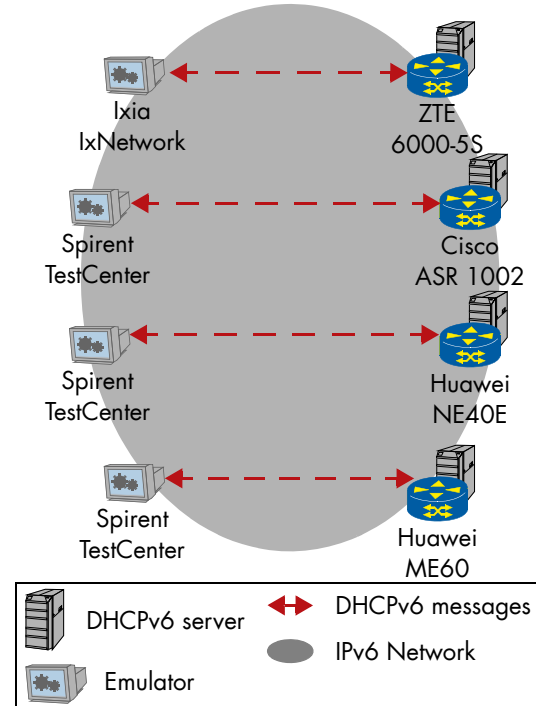 Ixia
IxNetwork
ZTE
6000-5S
Spirent
TestCenter
Cisco
ASR 1002
Spirent
TestCenter
Huawei
NE40E
Spirent
TestCenter
Huawei
ME60
DHCPv6 server
DHCPv6 messages
Emulator
IPv6 Network